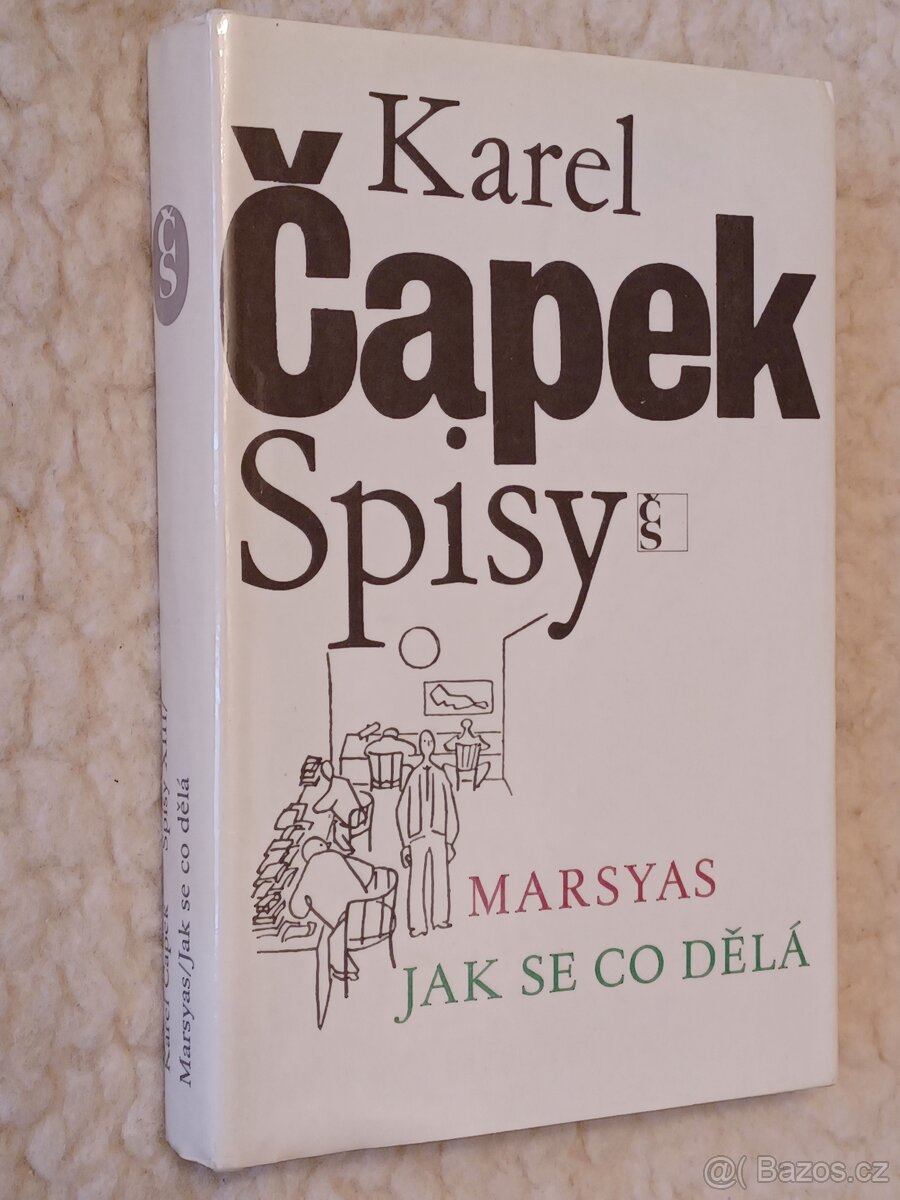 Karel
Čapek
Spisy
ČS
MARSYAS
JAK SE CO DĚLÁ
ČS
Karel Čapek Spisy XIII/
Marsyas/Jak se co dělá
@( Bazos.cz